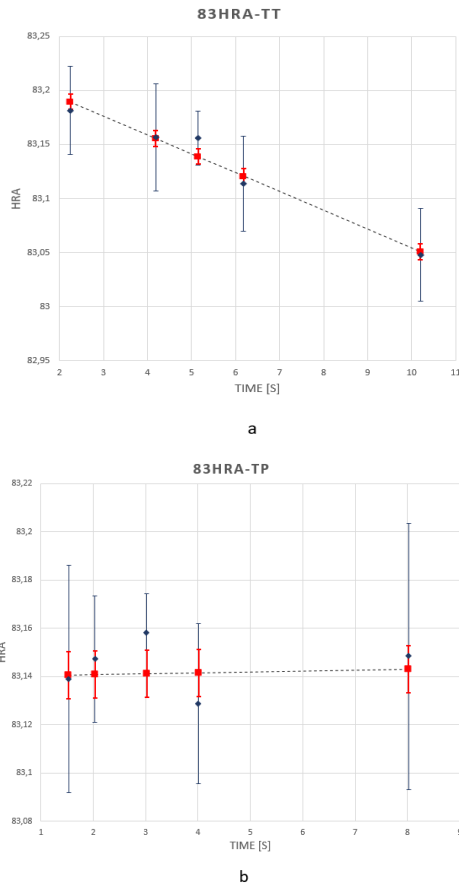 83HRA-TT
83,25
83,2
83,15
83,1
83,05
83
82,95
HRA
2 3 4 5 6 7 8 9 10 11
TIME [S]
a
83HRA-TP
83,22
83,2
83,18
83,16
83,14
83,12
83,1
83,08
HRA
1 2 3 4 5 6 7 8 9
TIME [S]
b